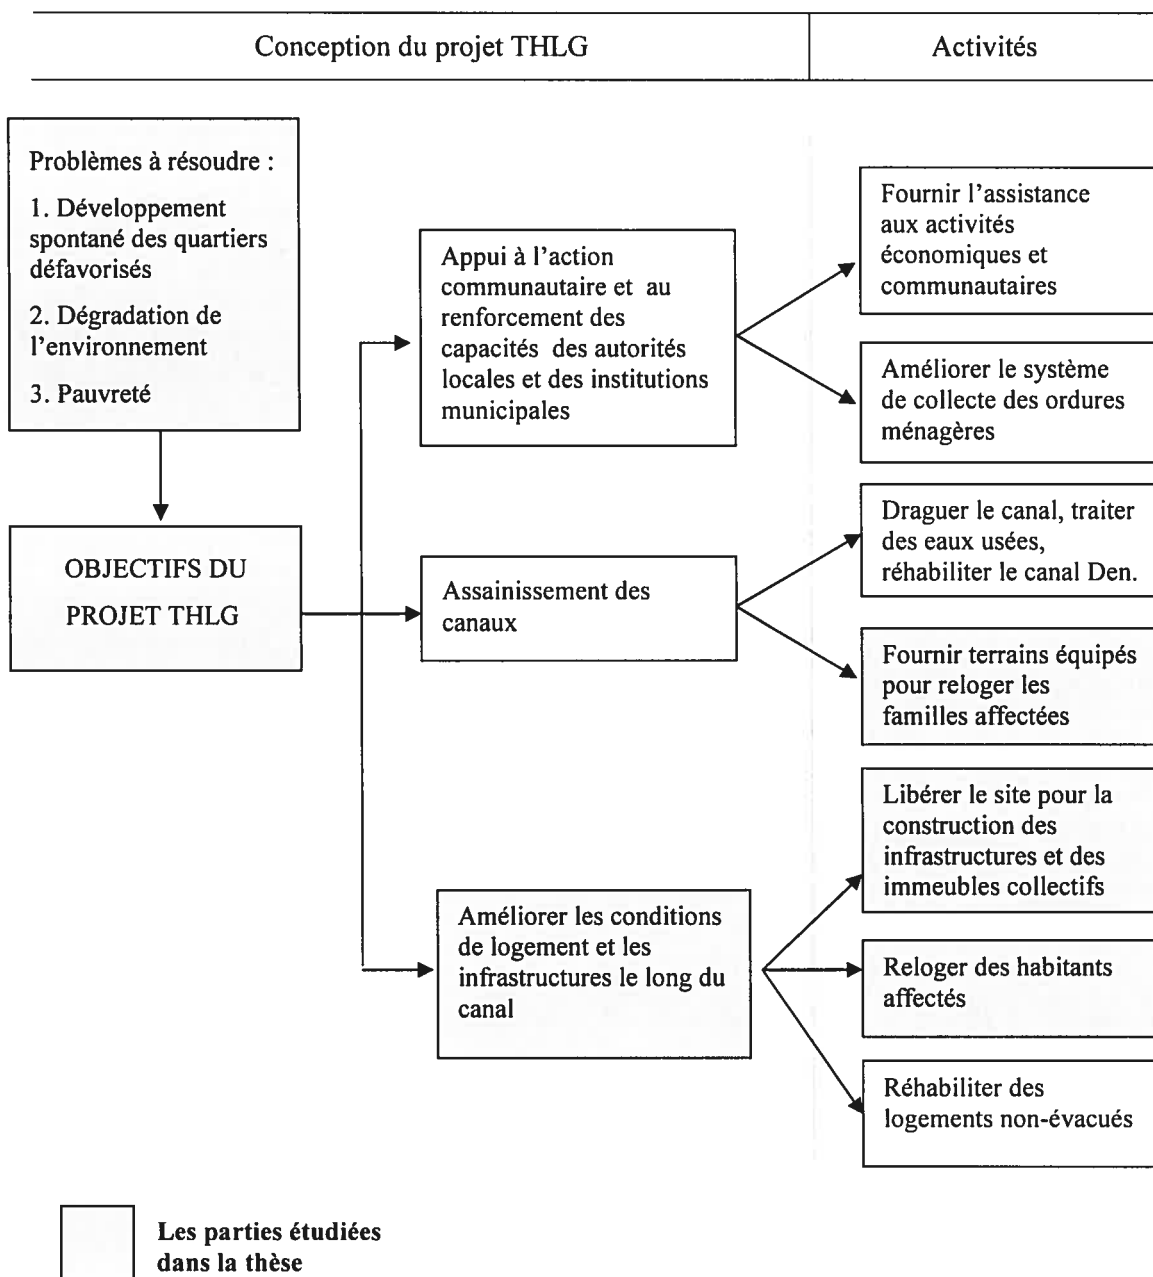 Conception du projet THLG
Activités
Problèmes à résoudre :
1. Développement
spontané des quartiers
défavorisés
2. Dégradation de
l’environnement
3. Pauvreté
OBJECTIFS DU
PROJET THLG
Appui à l’action
communautaire et au
renforcement des
capacités des autorités
locales et des institutions
municipales
Assainissement des
canaux
Améliorer les conditions
de logement et les
infrastructures le long du
canal
Fournir l’assistance
aux activités
économiques et
communautaires
Améliorer le système
de collecte des ordures
ménagères
Draguer le canal, traiter
des eaux usées,
réhabiliter le canal Den.
Fournir terrains équipés
pour reloger les
familles affectées
Libérer le site pour la
construction des
infrastructures et des
immeubles collectifs
Reloger des habitants
affectés
Réhabiliter des
logements non-évacués
Les parties étudiées
dans la thèse